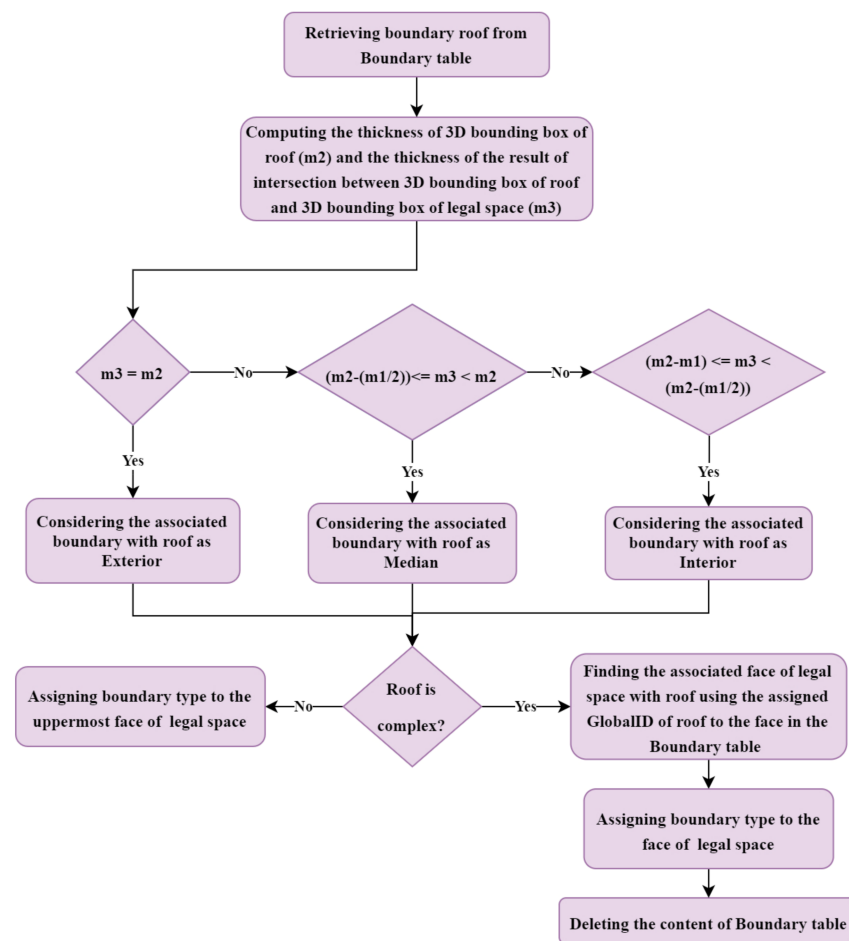 Retrieving boundary roof from
Boundary table
Computing the thickness of 3D bounding box of
roof (m2) and the thickness of the result of
intersection between 3D bounding box of roof
and 3D bounding box of legal space (m3)
m3 = m2
No
(m2-(m1/2))<= m3 < m2
No
(m2-m1) <= m3 <
(m2-(m1/2))
Yes
Yes
Yes
Considering the associated
boundary with roof as
Exterior
Considering the associated
boundary with roof as
Median
Considering the associated
boundary with roof as
Interior
Assigning boundary type to the
uppermost face of legal space
No
Roof is
complex?
Yes
Finding the associated face of legal
space with roof using the assigned
GlobalID of roof to the face in the
Boundary table
Assigning boundary type to the
face of legal space
Deleting the content of Boundary table